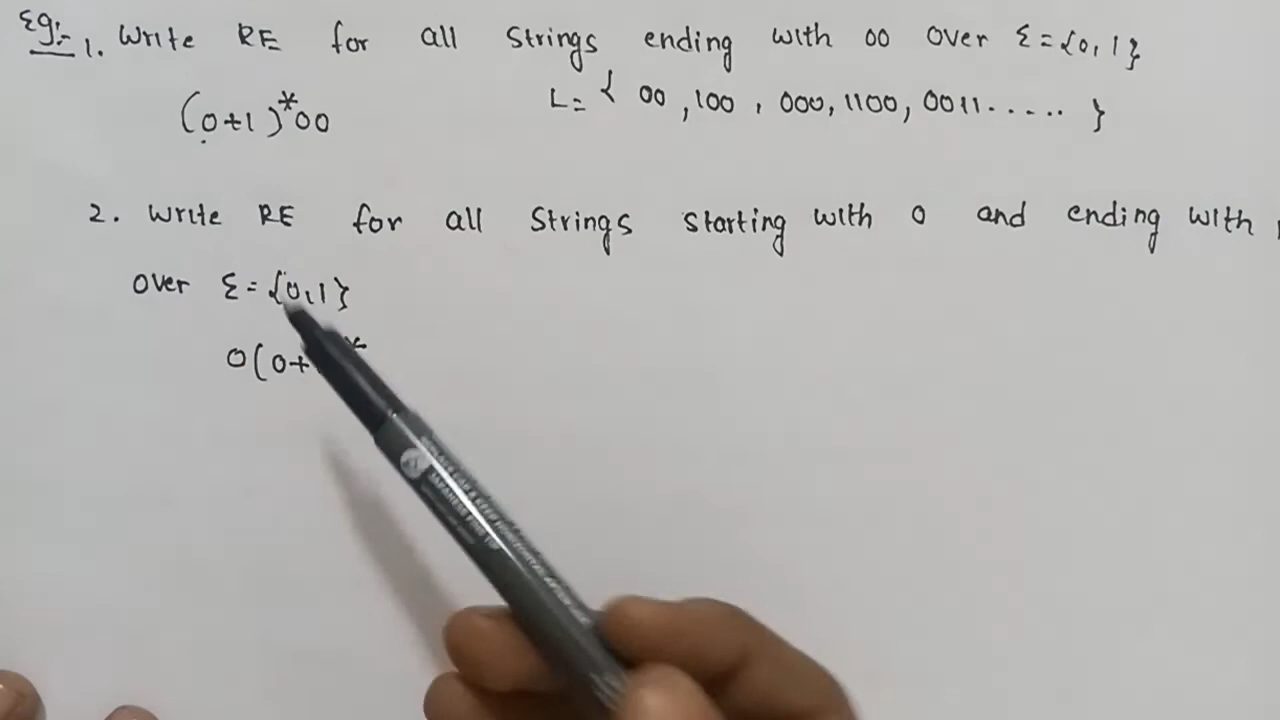 Eg:- 1. Write RE for all Strings ending with 00 over Σ={0,1}
(0+1)*00 L= { 00 ,100 , 000, 1100, 0011..... }
2. Write RE for all Strings starting with 0 and ending with
over Σ={0,1}
0(0+ *